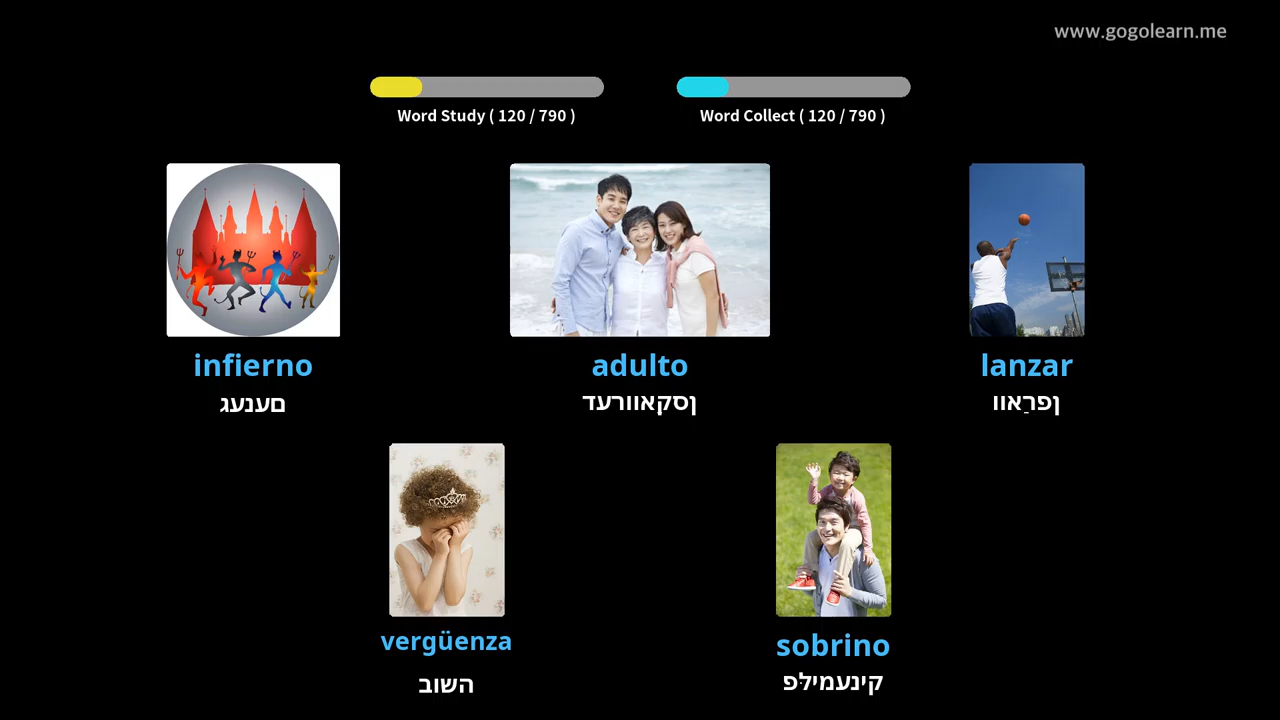 www.gogolearn.me
Word Study ( 120 / 790 )
Word Collect ( 120 / 790 )
infierno
גענעם
adulto
דערוואַקסן
lanzar
וואַרפן
vergüenza
בושה
sobrino
פּלימעניק